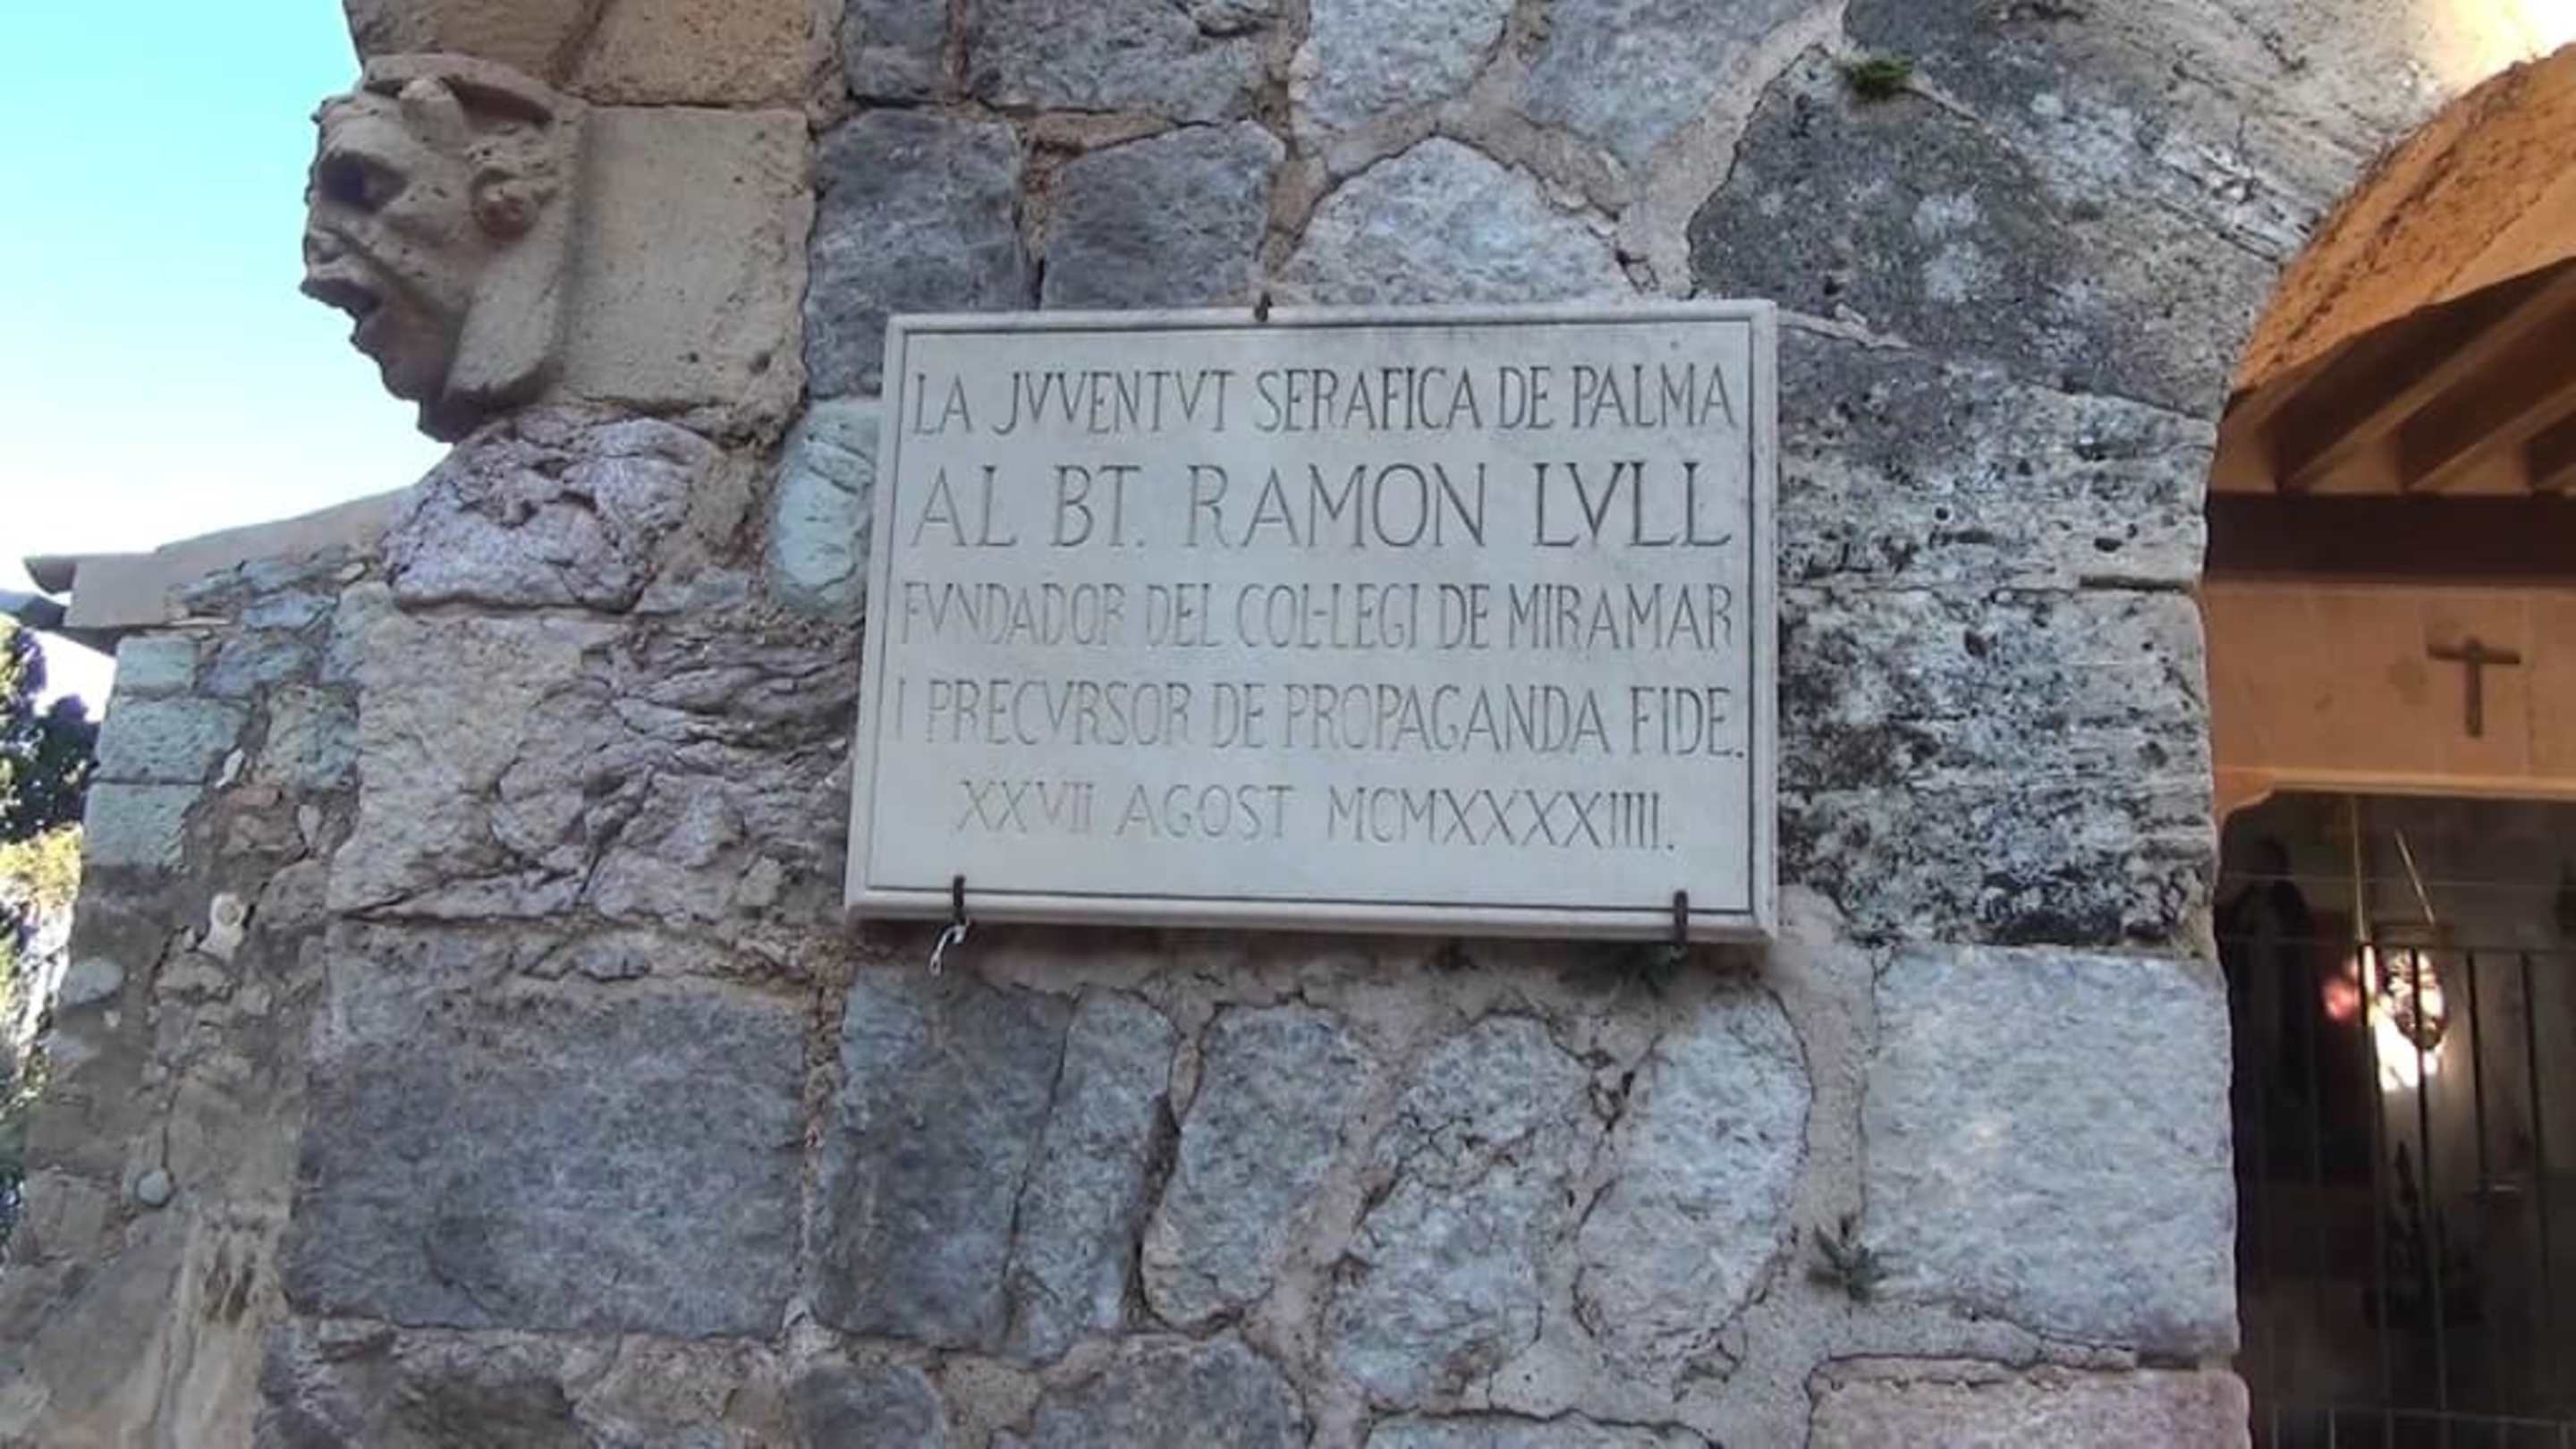 LA JVVENTVT SERAFICA DE PALMA
AL BT. RAMON LVLL
FVNDADOR DEL COL-LEGI DE MIRAMAR
I PRECVRSOR DE PROPAGANDA FIDE.
XXVII AGOST MCMXXXXIIII.